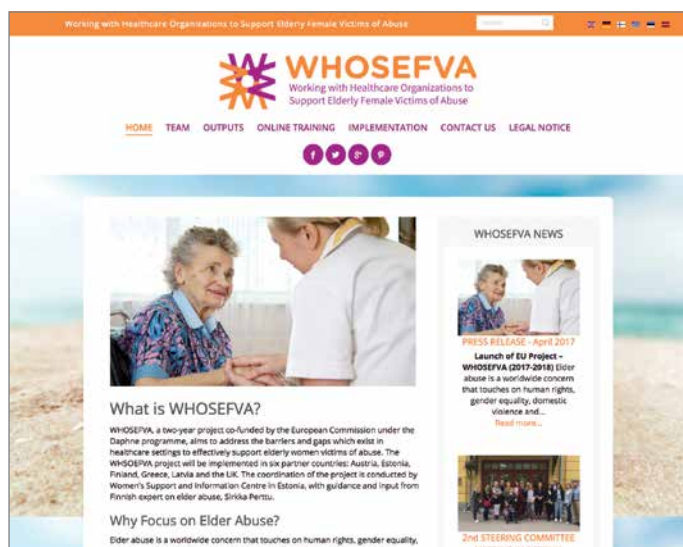 Working with Healthcare Organizations to Support Elderly Female Victims of Abuse
WHOSEFVA
Working with Healthcare Organizations to
Support Elderly Female Victims of Abuse
HOME TEAM OUTPUTS ONLINE TRAINING IMPLEMENTATION CONTACT US LEGAL NOTICE
What is WHOSEFVA?
WHOSEFVA, a two-year project co-funded by the European Commission under the
Daphne programme, aims to address the barriers and gaps which exist in
healthcare settings to effectively support elderly women victims of abuse. The
WHSOEFVA project will be implemented in six partner countries: Austria, Estonia,
Finland, Greece, Latvia and the UK. The coordination of the project is conducted by
Women's Support and Information Centre in Estonia, with guidance and input from
Finnish expert on elder abuse, Sirkka Perttu.
Why Focus on Elder Abuse?
Elder abuse is a worldwide concern that touches on human rights, gender equality,
WHOSEFVA NEWS
PRESS RELEASE - April 2017
Launch of EU Project –
WHOSEFVA (2017-2018) Elder
abuse is a worldwide concern
that touches on human rights,
gender equality, domestic
violence and...
Read more...
2nd STEERING COMMITTEE